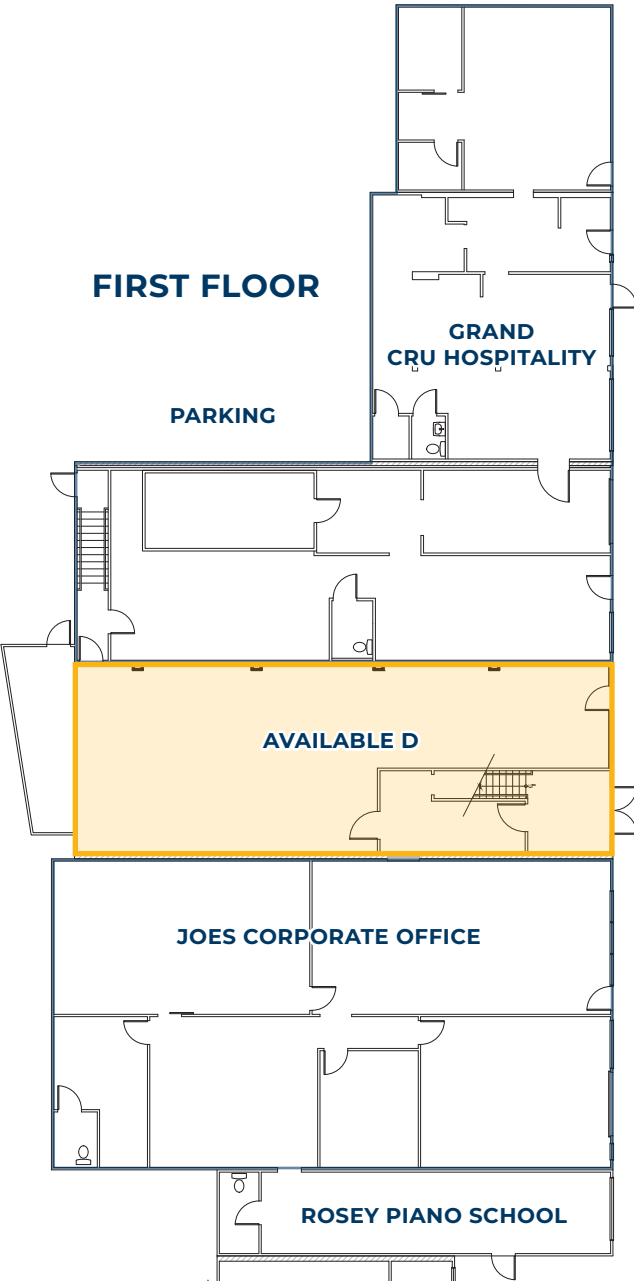 FIRST FLOOR
GRAND
CRU HOSPITALITY
PARKING
AVAILABLE D
JOES CORPORATE OFFICE
ROSEY PIANO SCHOOL